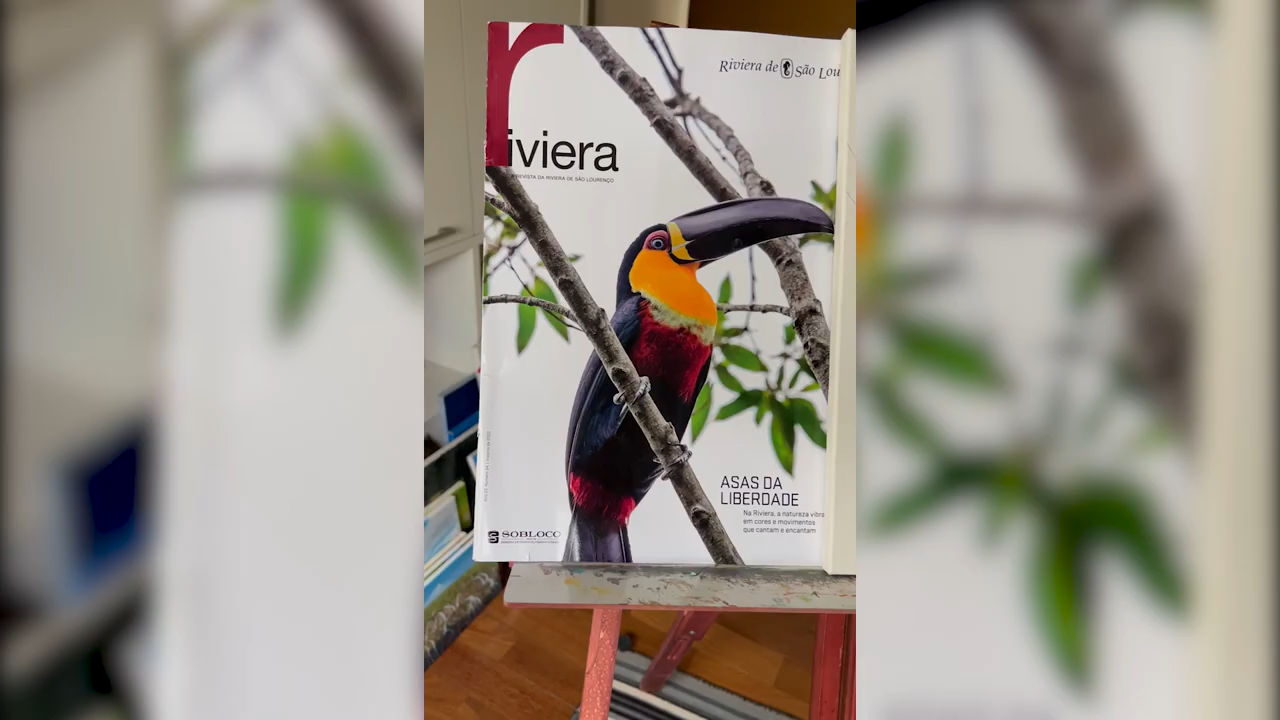 Riviera de São Lou
riviera
REVISTA DA RIVIERA DE SÃO LOURENÇO
ASAS DA
LIBERDADE
Na Riviera, a natureza vibra
em cores e movimentos
que cantam e encantam
SOBLOCO